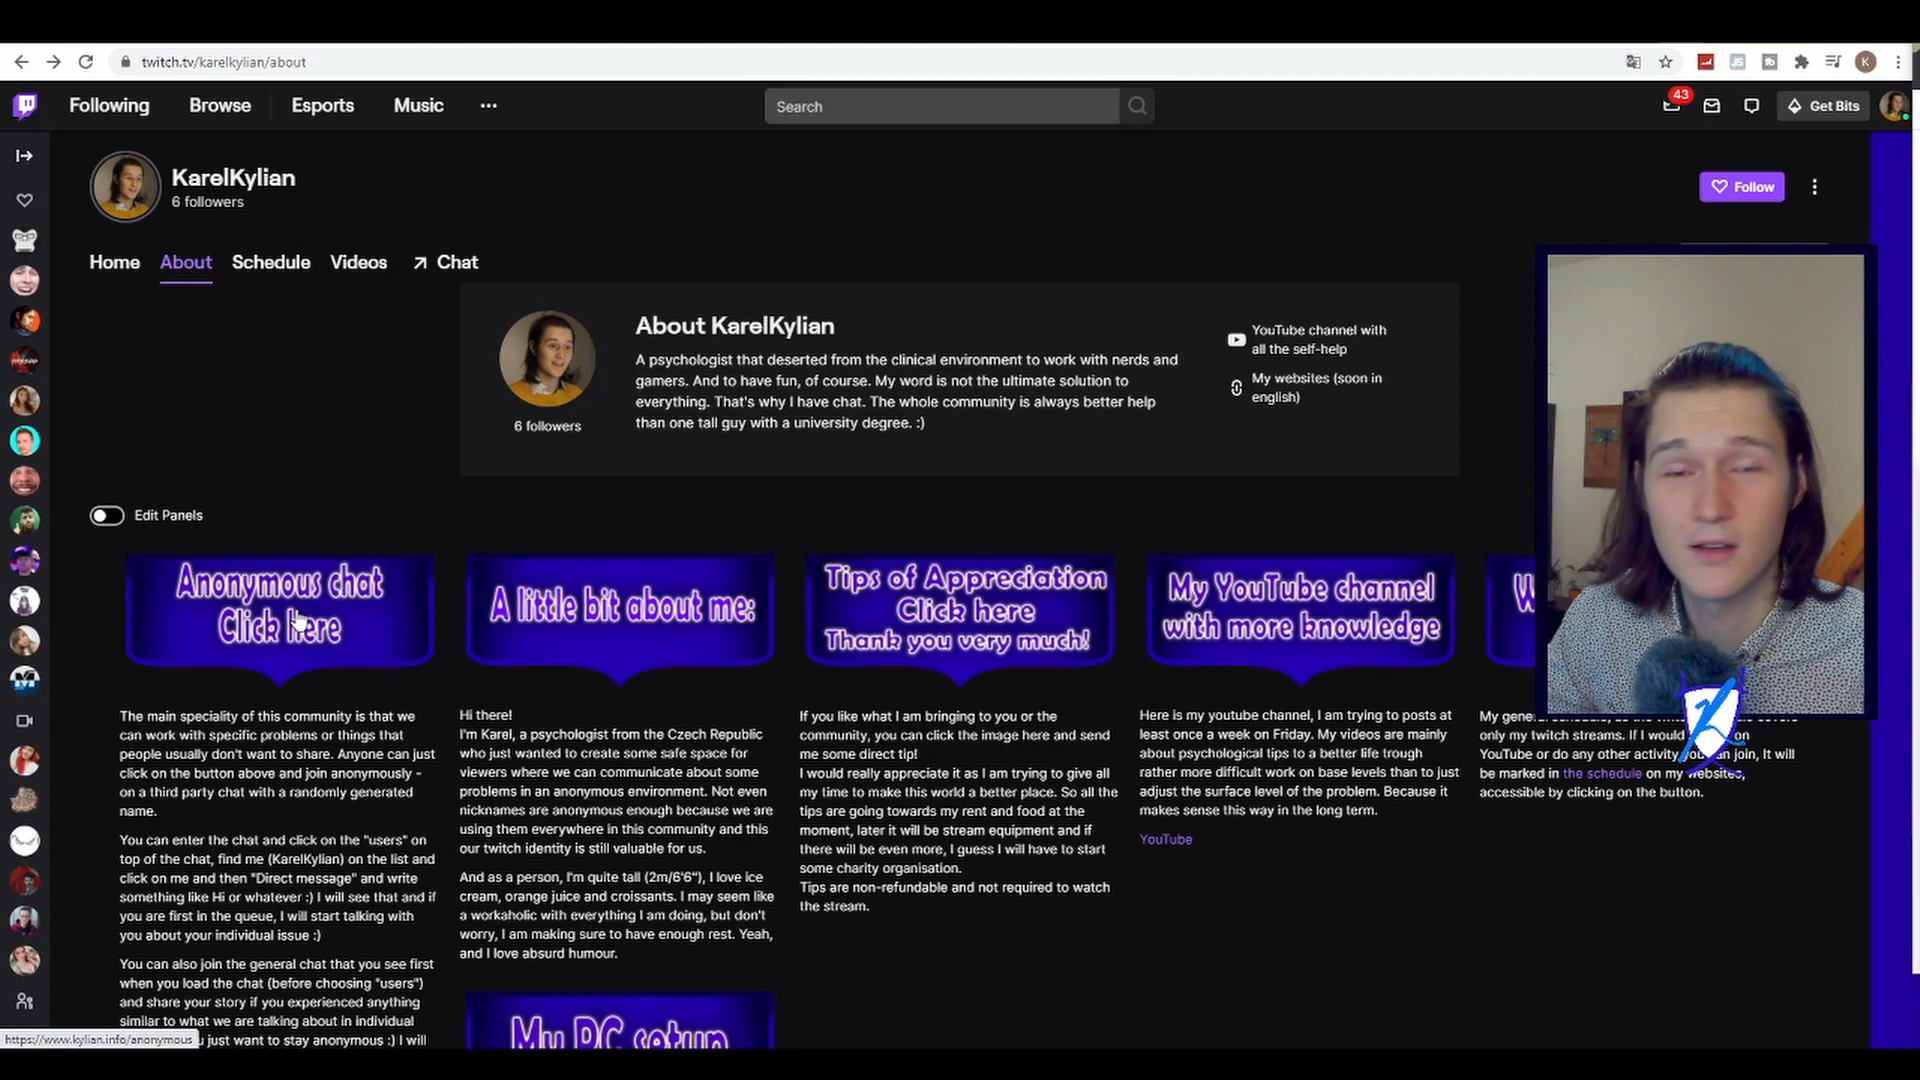 twitch.tv/karelkylian/about
K
Following
Browse
Esports
Music
Search
43
Get Bits
KarelKylian
6 followers
Follow
Home
About
Schedule
Videos
Chat
About KarelKylian
A psychologist that deserted from the clinical environment to work with nerds and
gamers. And to have fun, of course. My word is not the ultimate solution to
everything. That's why I have chat. The whole community is always better help
than one tall guy with a university degree. :)
6 followers
YouTube channel with
all the self-help
My websites (soon in
english)
Edit Panels
Anonymous chat
Click here
The main speciality of this community is that we
can work with specific problems or things that
people usually don't want to share. Anyone can just
click on the button above and join anonymously -
on a third party chat with a randomly generated
name.
You can enter the chat and click on the "users" on
top of the chat, find me (KarelKylian) on the list and
click on me and then "Direct message" and write
something like Hi or whatever :) I will see that and if
you are first in the queue, I will start talking with
you about your individual issue :)
You can also join the general chat that you see first
when you load the chat (before choosing "users")
and share your story if you experienced anything
similar to what we are talking about in individual
just want to stay anonymous :) I will
https://www.kylian.info/anonymous
A little bit about me:
Hi there!
I'm Karel, a psychologist from the Czech Republic
who just wanted to create some safe space for
viewers where we can communicate about some
problems in an anonymous environment. Not even
nicknames are anonymous enough because we are
using them everywhere in this community and this
our twitch identity is still valuable for us.
And as a person, I'm quite tall (2m/6'6"), I love ice
cream, orange juice and croissants. I may seem like
a workaholic with everything I am doing, but don't
worry, I am making sure to have enough rest. Yeah,
and I love absurd humour.
My PC setup
Tips of Appreciation
Click here
Thank you very much!
If you like what I am bringing to you or the
community, you can click the image here and send
me some direct tip!
I would really appreciate it as I am trying to give all
my time to make this world a better place. So all the
tips are going towards my rent and food at the
moment, later it will be stream equipment and if
there will be even more, I guess I will have to start
some charity organisation.
Tips are non-refundable and not required to watch
the stream.
My YouTube channel
with more knowledge
Here is my youtube channel, I am trying to posts at
least once a week on Friday. My videos are mainly
about psychological tips to a better life trough
rather more difficult work on base levels than to just
adjust the surface level of the problem. Because it
makes sense this way in the long term.
YouTube
only my twitch streams. If I would on
YouTube or do any other activity you can join, It will
be marked in the schedule on my websites,
accessible by clicking on the button.